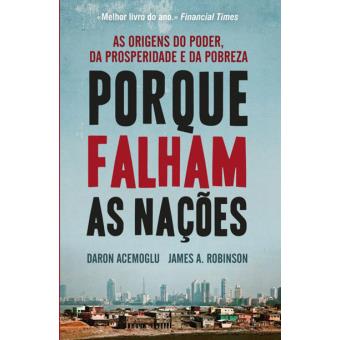 «Melhor livro do ano.» Financial Times
AS ORIGENS DO PODER,
DA PROSPERIDADE E DA POBREZA
PORQUE
FALHAM
AS NAÇÕES
DARON ACEMOGLU JAMES A. ROBINSON